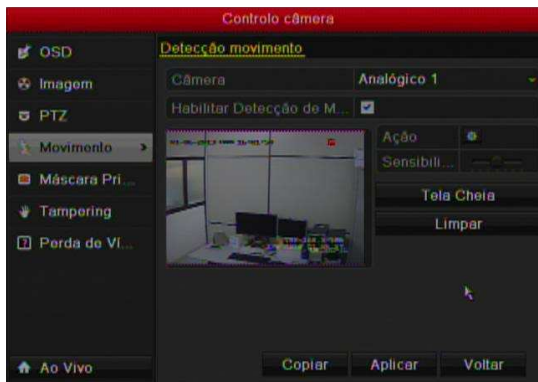 Controlo câmera
OSD
Imagem
PTZ
Movimento
Máscara Pri...
Tampering
Perda de Ví...
Ao Vivo
Detecção movimento
Câmera
Analógico 1
Habilitar Detecção de M...
Ação
Sensibili...
Tela Cheia
Limpar
Copiar
Aplicar
Voltar